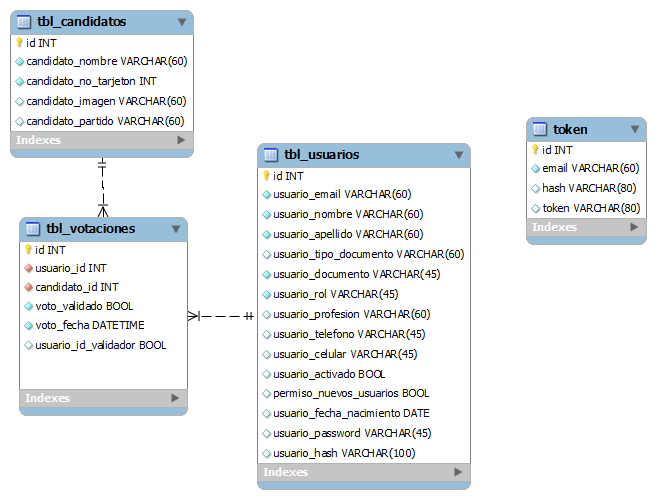 tbl_candidatos
id INT
candidato_nombre VARCHAR(60)
candidato_no_tarjeton INT
candidato_imagen VARCHAR(60)
candidato_partido VARCHAR(60)
Indexes
tbl_votaciones
id INT
usuario_id INT
candidato_id INT
voto_validado BOOL
voto_fecha DATETIME
usuario_id_validador BOOL
Indexes
tbl_usuarios
id INT
usuario_email VARCHAR(60)
usuario_nombre VARCHAR(60)
usuario_apellido VARCHAR(60)
usuario_tipo_documento VARCHAR(60)
usuario_documento VARCHAR(45)
usuario_rol VARCHAR(45)
usuario_profesion VARCHAR(60)
usuario_telefono VARCHAR(45)
usuario_celular VARCHAR(45)
usuario_activado BOOL
permiso_nuevos_usuarios BOOL
usuario_fecha_nacimiento DATE
usuario_password VARCHAR(45)
usuario_hash VARCHAR(100)
Indexes
token
id INT
email VARCHAR(60)
hash VARCHAR(80)
token VARCHAR(80)
Indexes